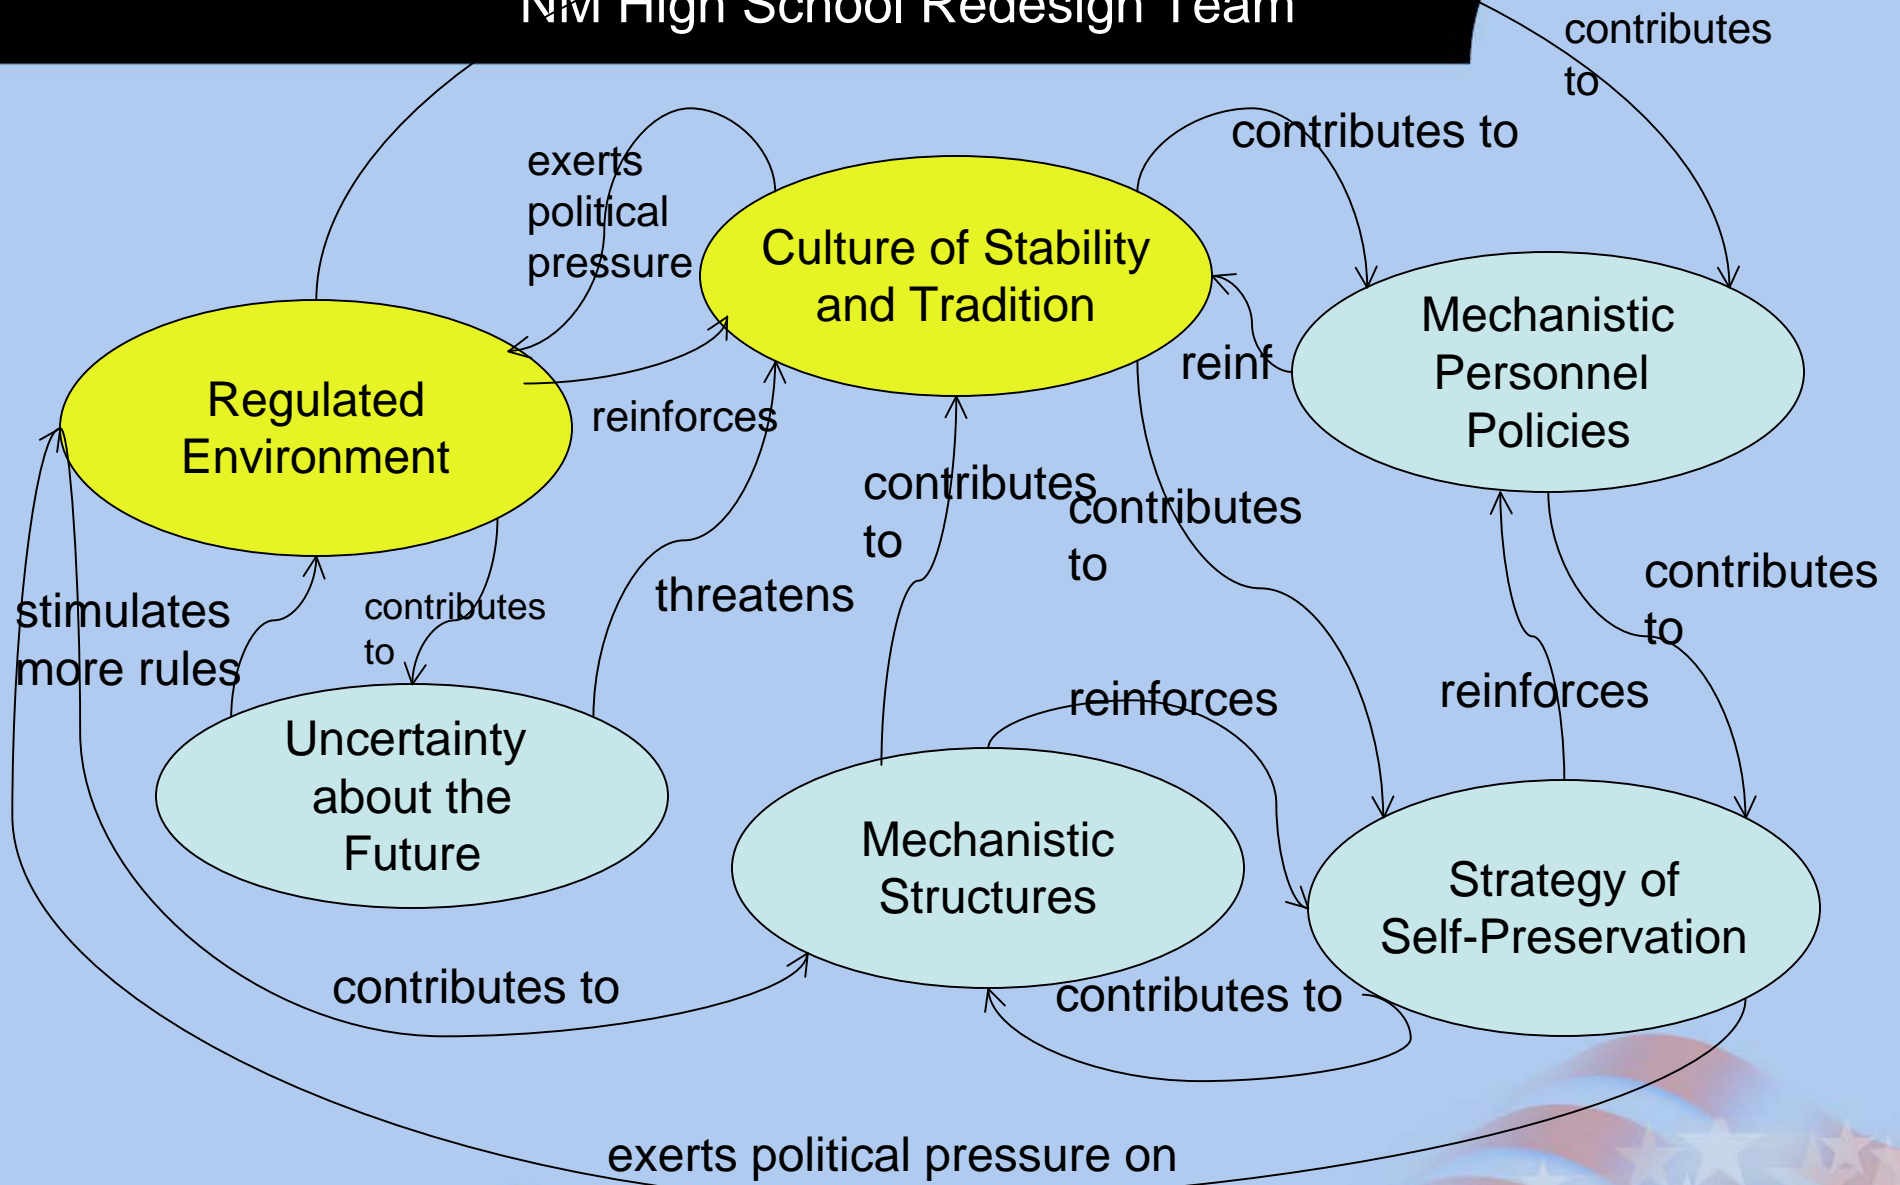 NM High School Redesign Team
contributes
to
contributes to
exerts
political
pressure
Culture of Stability
and Tradition
Mechanistic
Personnel
Policies
reinf
Regulated
Environment
reinforces
contributes
to
contributes
to
contributes
to
threatens
stimulates
more rules
contributes
to
reinforces
reinforces
Uncertainty
about the
Future
Mechanistic
Structures
Strategy of
Self-Preservation
contributes to
contributes to
exerts political pressure on